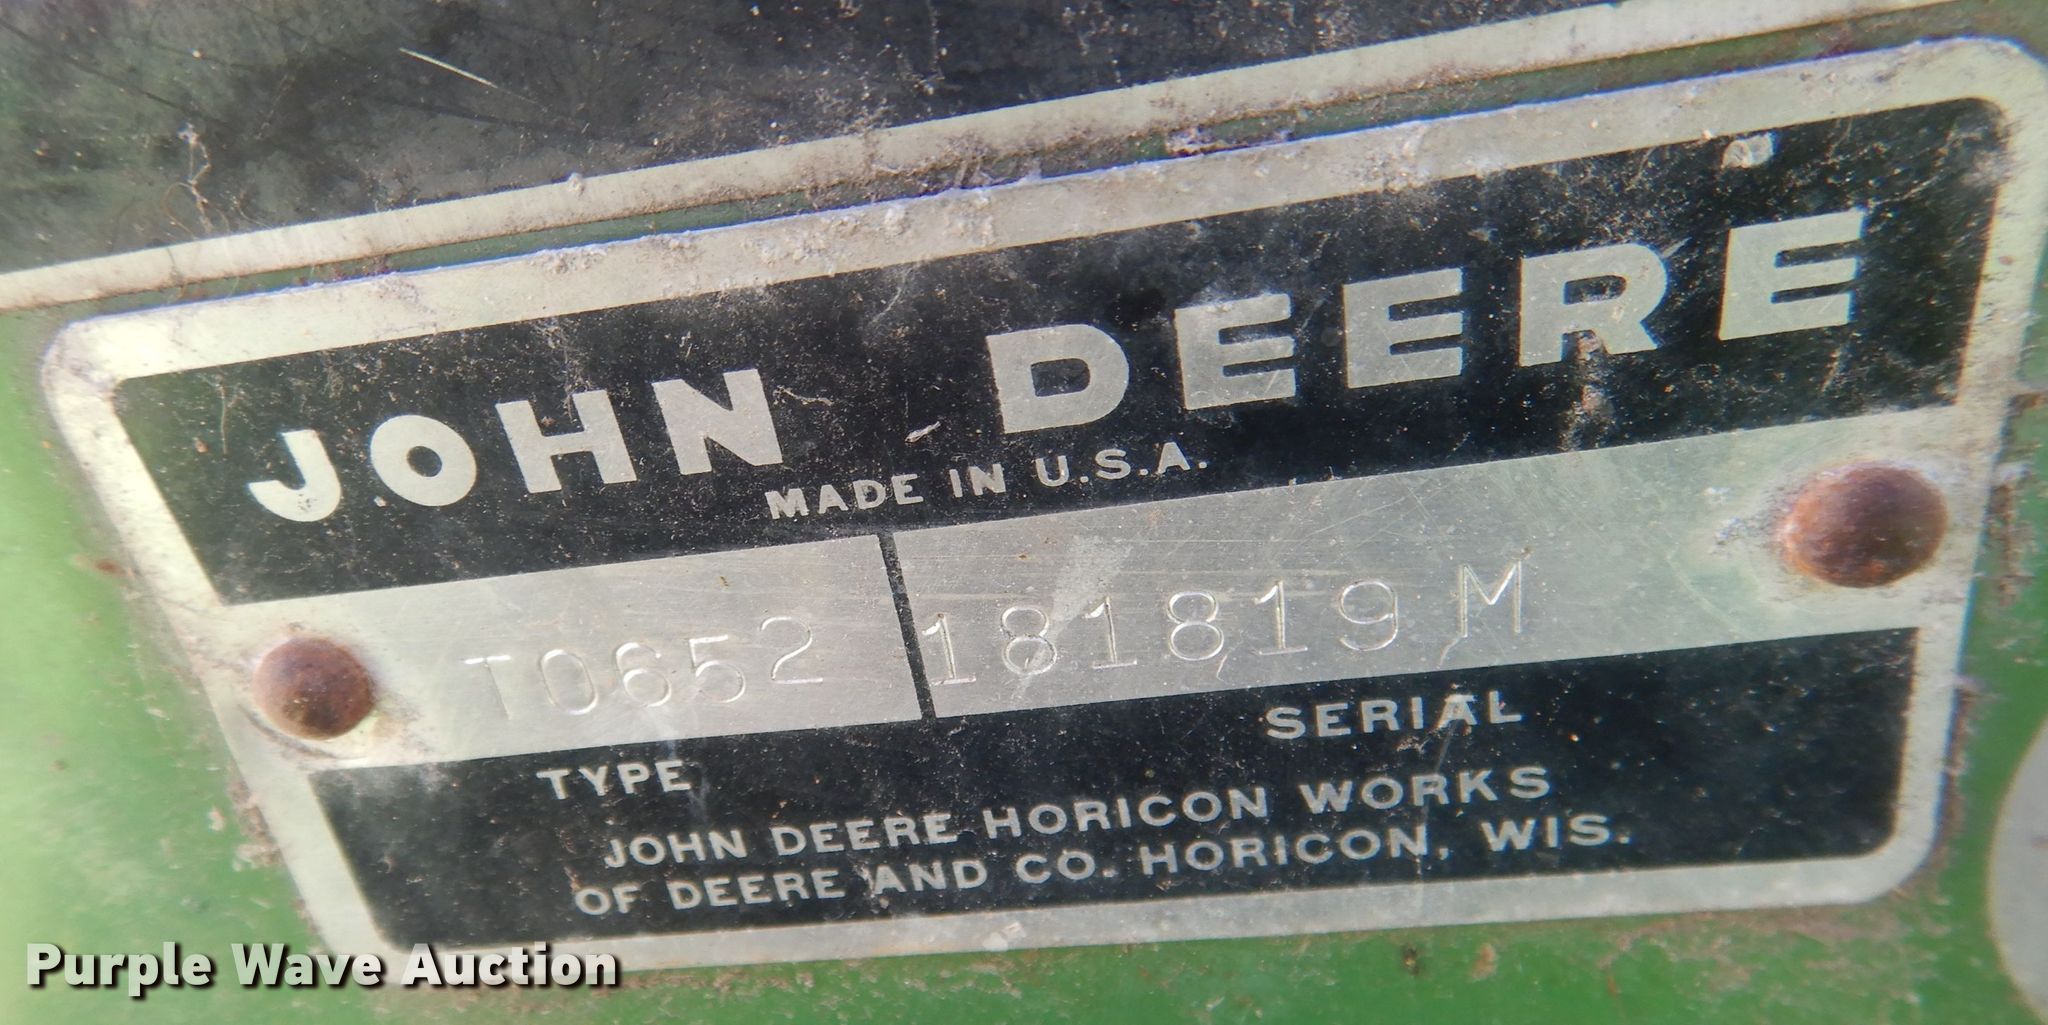 JOHN DEERE
MADE IN U.S.A.
T0652 181819M
TYPE SERIAL
JOHN DEERE HORICON WORKS
OF DEERE AND CO. HORICON, WIS.
Purple Wave Auction